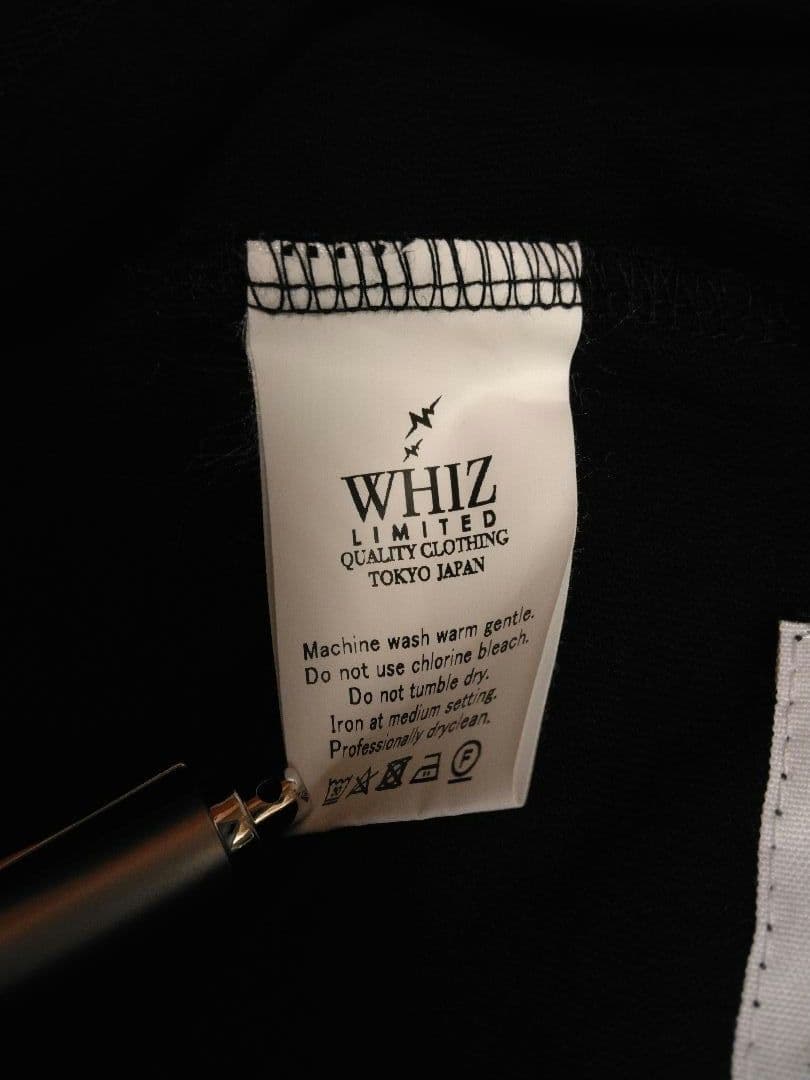 WHIZ
LIMITED
QUALITY CLOTHING
TOKYO JAPAN
Machine wash warm gentle.
Do not use chlorine bleach.
Do not tumble dry.
Iron at medium setting.
Professionally dryclean.
30 F